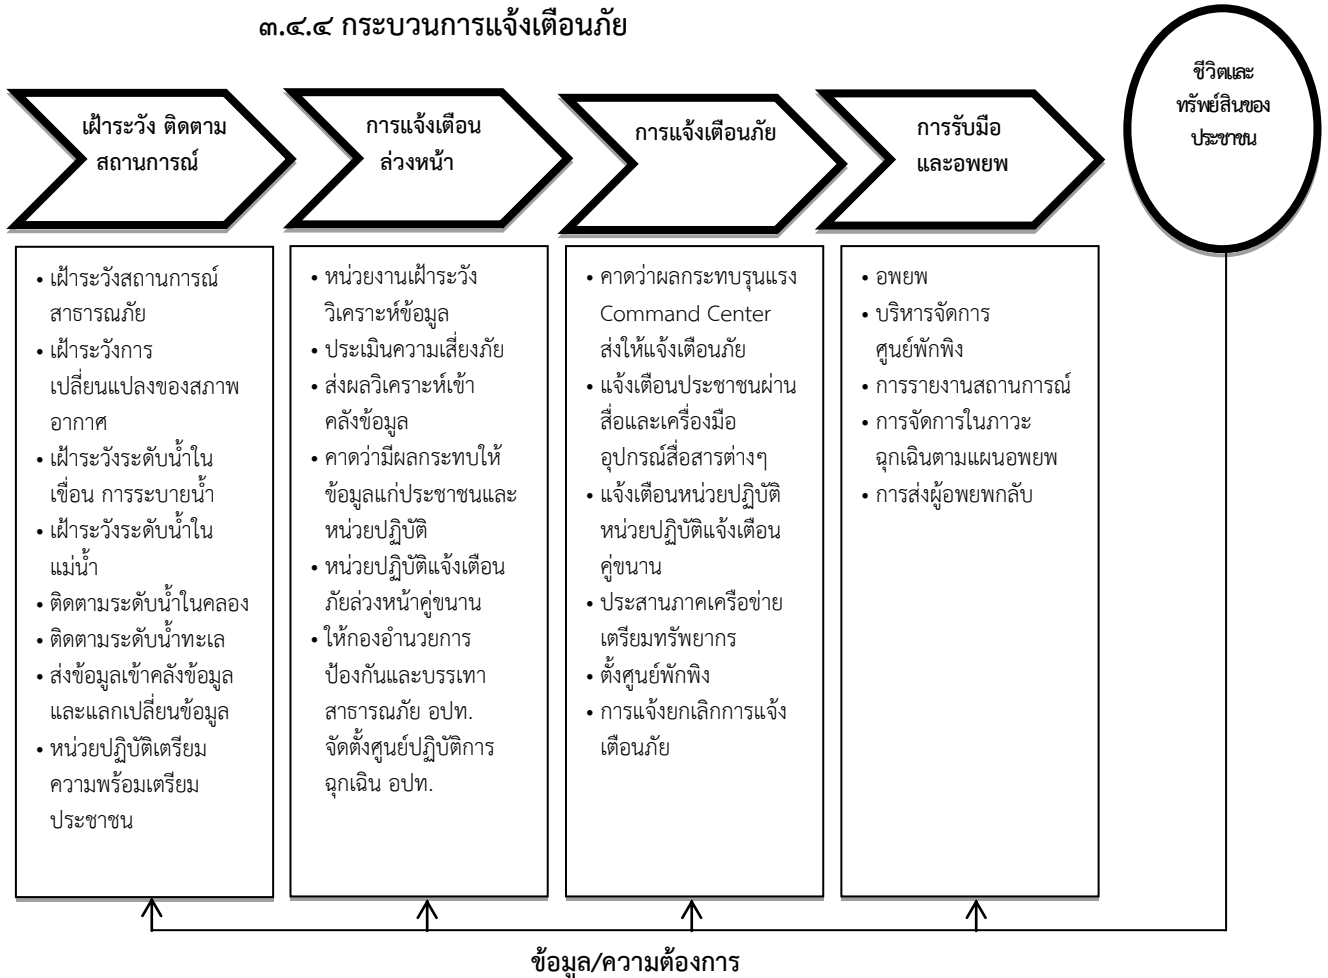 ๓.๔.๔ กระบวนการแจ้งเตือนภัย
เฝ้าระวัง ติดตาม
สถานการณ์
การแจ้งเตือน
ล่วงหน้า
การแจ้งเตือนภัย
การรับมือ
และอพยพ
ชีวิตและ
ทรัพย์สินของ
ประชาชน
• เฝ้าระวังสถานการณ์
สาธารณภัย
• เฝ้าระวังการ
เปลี่ยนแปลงของสภาพ
อากาศ
• เฝ้าระวังระดับน้ำใน
เขื่อน การระบายน้ำ
• เฝ้าระวังระดับน้ำใน
แม่น้ำ
• ติดตามระดับน้ำในคลอง
• ติดตามระดับน้ำทะเล
• ส่งข้อมูลเข้าคลังข้อมูล
และแลกเปลี่ยนข้อมูล
• หน่วยปฏิบัติเตรียม
ความพร้อมเตรียม
ประชาชน
• หน่วยงานเฝ้าระวัง
วิเคราะห์ข้อมูล
• ประเมินความเสี่ยงภัย
• ส่งผลวิเคราะห์เข้า
คลังข้อมูล
• คาดว่ามีผลกระทบให้
ข้อมูลแก่ประชาชนและ
หน่วยปฏิบัติ
• หน่วยปฏิบัติแจ้งเตือน
ภัยล่วงหน้าคู่ขนาน
• ให้กองอำนวยการ
ป้องกันและบรรเทา
สาธารณภัย อปท.
จัดตั้งศูนย์ปฏิบัติการ
ฉุกเฉิน อปท.
• คาดว่าผลกระทบรุนแรง
Command Center
ส่งให้แจ้งเตือนภัย
• แจ้งเตือนประชาชนผ่าน
สื่อและเครื่องมือ
อุปกรณ์สื่อสารต่างๆ
• แจ้งเตือนหน่วยปฏิบัติ
หน่วยปฏิบัติแจ้งเตือน
คู่ขนาน
• ประสานภาคเครือข่าย
เตรียมทรัพยากร
• ตั้งศูนย์พักพิง
• การแจ้งยกเลิกการแจ้ง
เตือนภัย
• อพยพ
• บริหารจัดการ
ศูนย์พักพิง
• การรายงานสถานการณ์
• การจัดการในภาวะ
ฉุกเฉินตามแผนอพยพ
• การส่งผู้อพยพกลับ
ข้อมูล/ความต้องการ